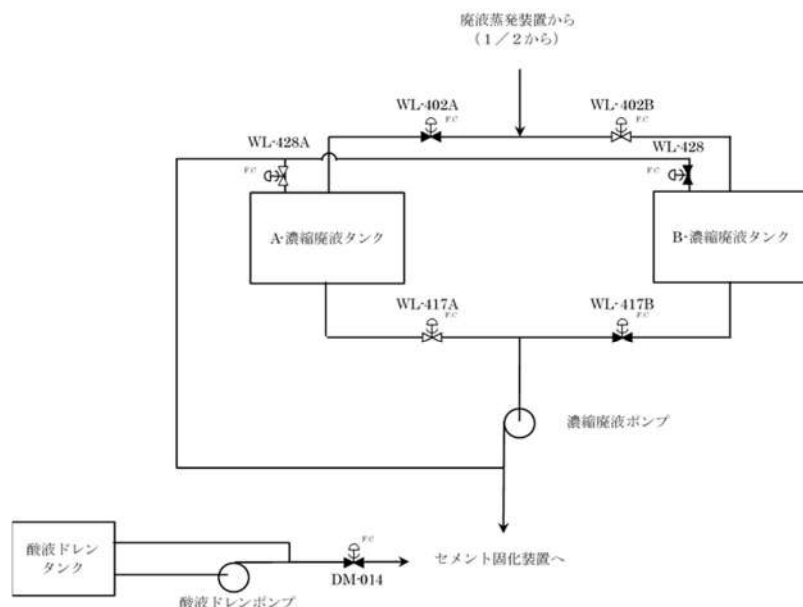 廃液蒸発装置から
(1／2から)
WL-402A
F.C
WL-402B
F.C
WL-428A
F.C
WL-428
F.C
A-濃縮廃液タンク
B-濃縮廃液タンク
WL-417A
F.C
WL-417B
F.C
濃縮廃液ポンプ
酸液ドレン
タンク
F.C
DM-014
セメント固化装置へ
酸液ドレンポンプ